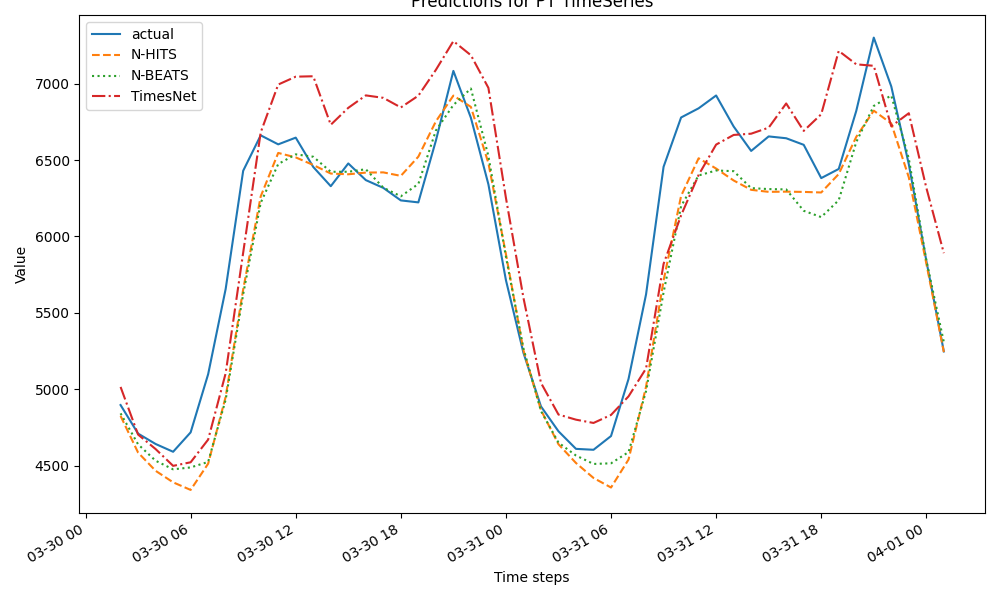 Predictions for PT TimeSeries
actual
N-HITS
N-BEATS
TimesNet
Value
7000
6500
6000
5500
5000
4500
03-30 00
03-30 06
03-30 12
03-30 18
03-31 00
03-31 06
03-31 12
03-31 18
04-01 00
Time steps